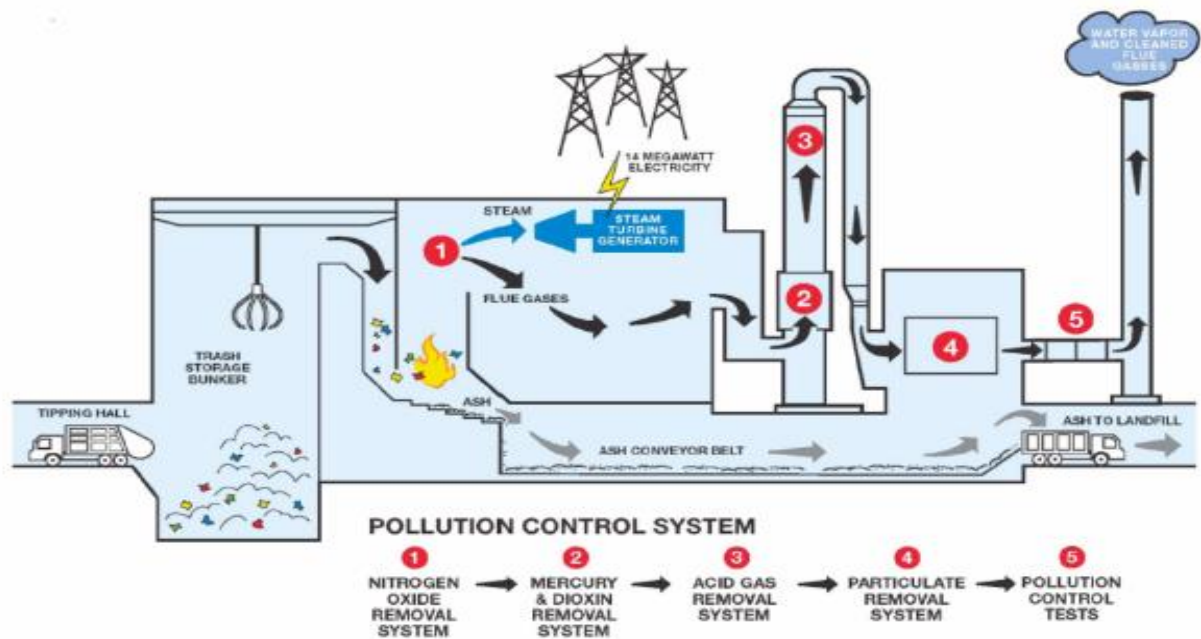 WATER VAPOR
AND CLEANED
FLUE
GASSES
14 MEGAWATT
ELECTRICITY
3
STEAM
STEAM
TURBINE
GENERATOR
1
FLUE GASES
2
5
4
TRASH
STORAGE
BUNKER
ASH
TIPPING HALL
ASH TO LANDFILL
ASH CONVEYOR BELT
POLLUTION CONTROL SYSTEM
1
NITROGEN
OXIDE
REMOVAL
SYSTEM
2
MERCURY
& DIOXIN
REMOVAL
SYSTEM
3
ACID GAS
REMOVAL
SYSTEM
4
PARTICULATE
REMOVAL
SYSTEM
5
POLLUTION
CONTROL
TESTS